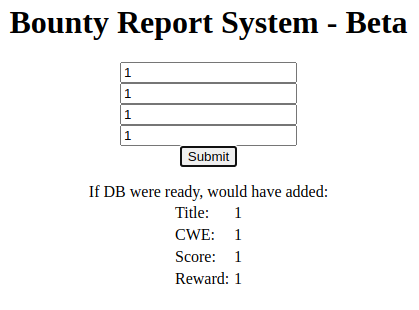 Bounty Report System - Beta
1
1
1
1
Submit
If DB were ready, would have added:
Title: 1
CWE: 1
Score: 1
Reward: 1